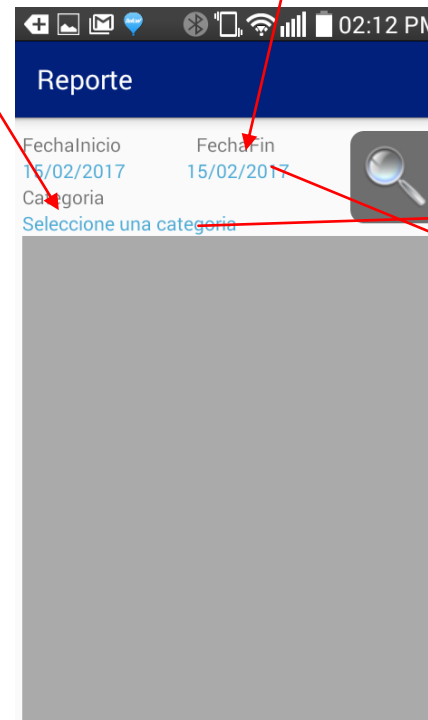 02:12 PM
Reporte
FechaInicio FechaFin
15/02/2017 15/02/2017
Categoria
Seleccione una categoria